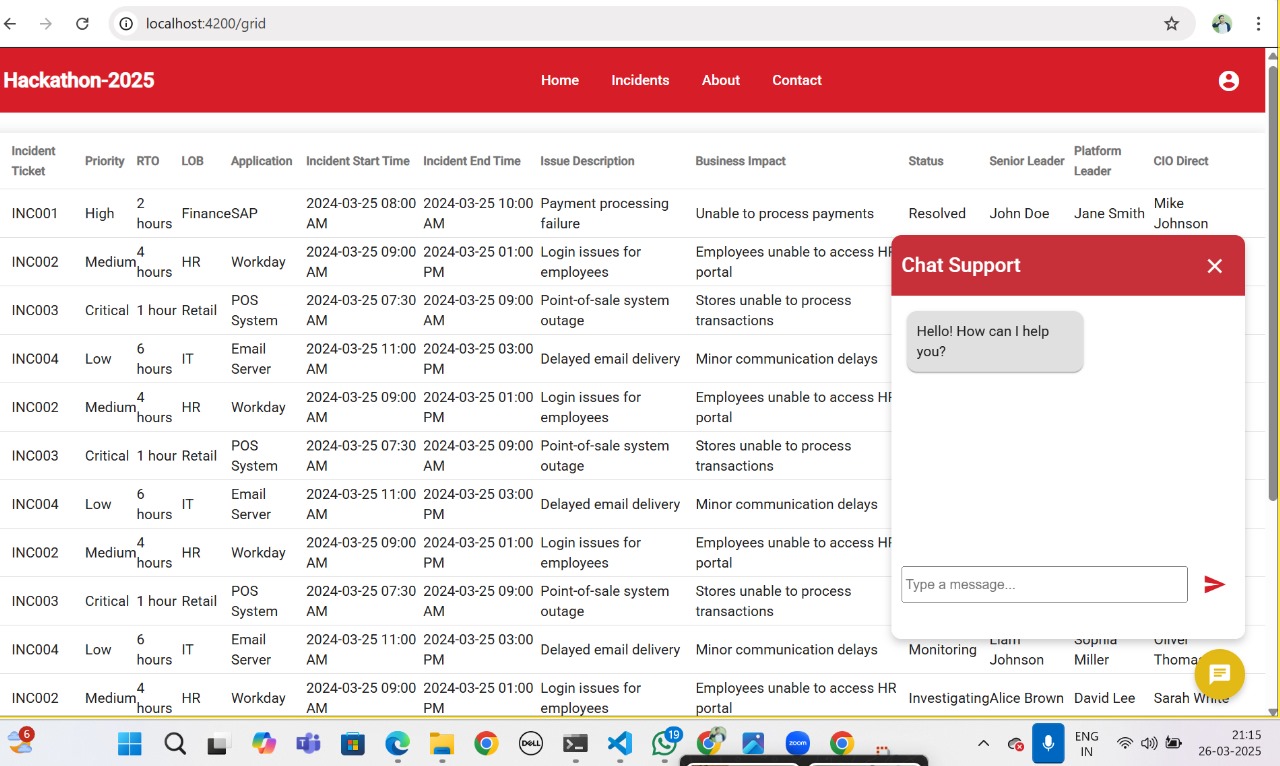 localhost:4200/grid
Hackathon-2025
Home Incidents About Contact
Incident Ticket Priority RTO LOB Application Incident Start Time Incident End Time Issue Description Business Impact Status Senior Leader Platform Leader CIO Direct
INC001 High 2 hours Finance SAP 2024-03-25 08:00 AM 2024-03-25 10:00 AM Payment processing failure Unable to process payments Resolved John Doe Jane Smith Mike Johnson
INC002 Medium 4 hours HR Workday 2024-03-25 09:00 AM 2024-03-25 01:00 PM Login issues for employees Employees unable to access HR portal
INC003 Critical 1 hour Retail POS System 2024-03-25 07:30 AM 2024-03-25 09:00 AM Point-of-sale system outage Stores unable to process transactions
INC004 Low 6 hours IT Email Server 2024-03-25 11:00 AM 2024-03-25 03:00 PM Delayed email delivery Minor communication delays
INC002 Medium 4 hours HR Workday 2024-03-25 09:00 AM 2024-03-25 01:00 PM Login issues for employees Employees unable to access HR portal
INC003 Critical 1 hour Retail POS System 2024-03-25 07:30 AM 2024-03-25 09:00 AM Point-of-sale system outage Stores unable to process transactions
INC004 Low 6 hours IT Email Server 2024-03-25 11:00 AM 2024-03-25 03:00 PM Delayed email delivery Minor communication delays
INC002 Medium 4 hours HR Workday 2024-03-25 09:00 AM 2024-03-25 01:00 PM Login issues for employees Employees unable to access HR portal
INC003 Critical 1 hour Retail POS System 2024-03-25 07:30 AM 2024-03-25 09:00 AM Point-of-sale system outage Stores unable to process transactions
INC004 Low 6 hours IT Email Server 2024-03-25 11:00 AM 2024-03-25 03:00 PM Delayed email delivery Minor communication delays Monitoring Liam Johnson Sophia Miller Oliver Thomas
INC002 Medium 4 hours HR Workday 2024-03-25 09:00 AM 2024-03-25 01:00 PM Login issues for employees Employees unable to access HR portal Investigating Alice Brown David Lee Sarah White
Chat Support
Hello! How can I help
you?
Type a message...
6
DELL
19
zoom
ENG
IN
21:15
26-03-2025